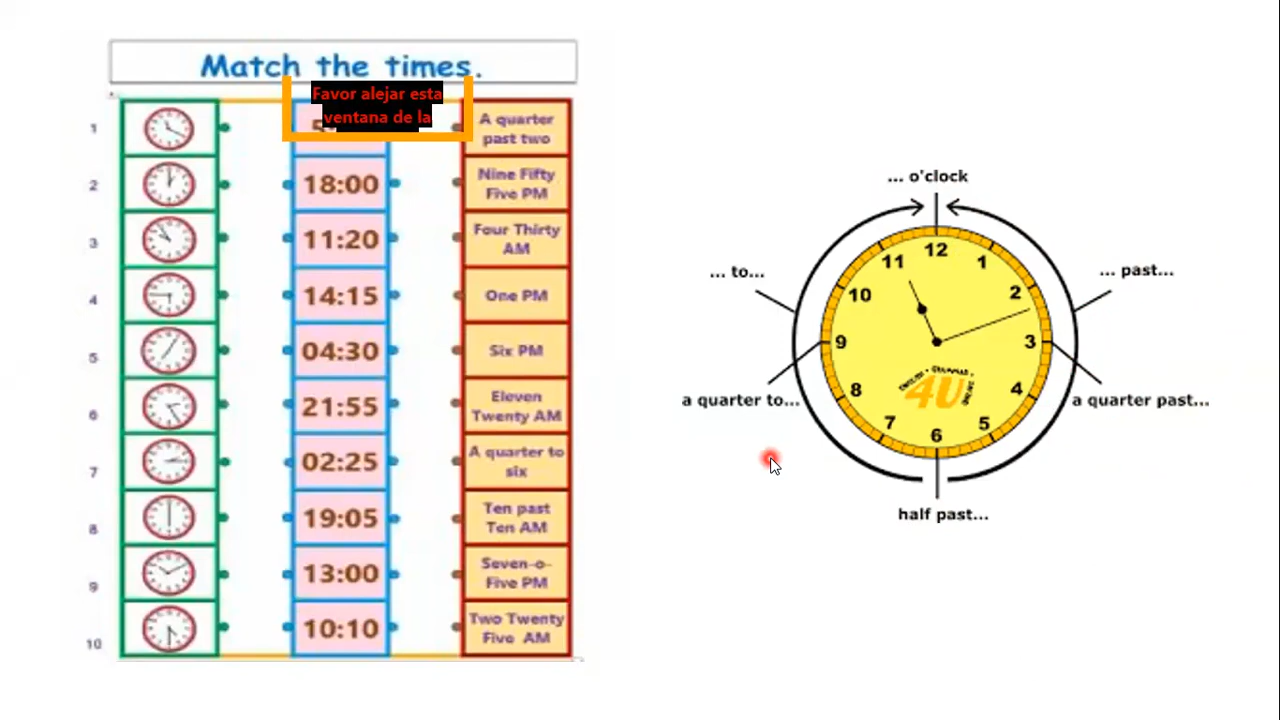 Match the times.
Favor alejar esta
ventana de la
1
A quarter
past two
2
18:00
Nine Fifty
Five PM
3
11:20
Four Thirty
AM
4
14:15
One PM
5
04:30
Six PM
6
21:55
Eleven
Twenty AM
7
02:25
A quarter to
six
8
19:05
Ten past
Ten AM
9
13:00
Seven-o-
Five PM
10
10:10
Two Twenty
Five AM
... o'clock
... to...
... past...
12
11
1
10
2
9
3
8
4
7
5
6
4U
a quarter to...
a quarter past...
half past...